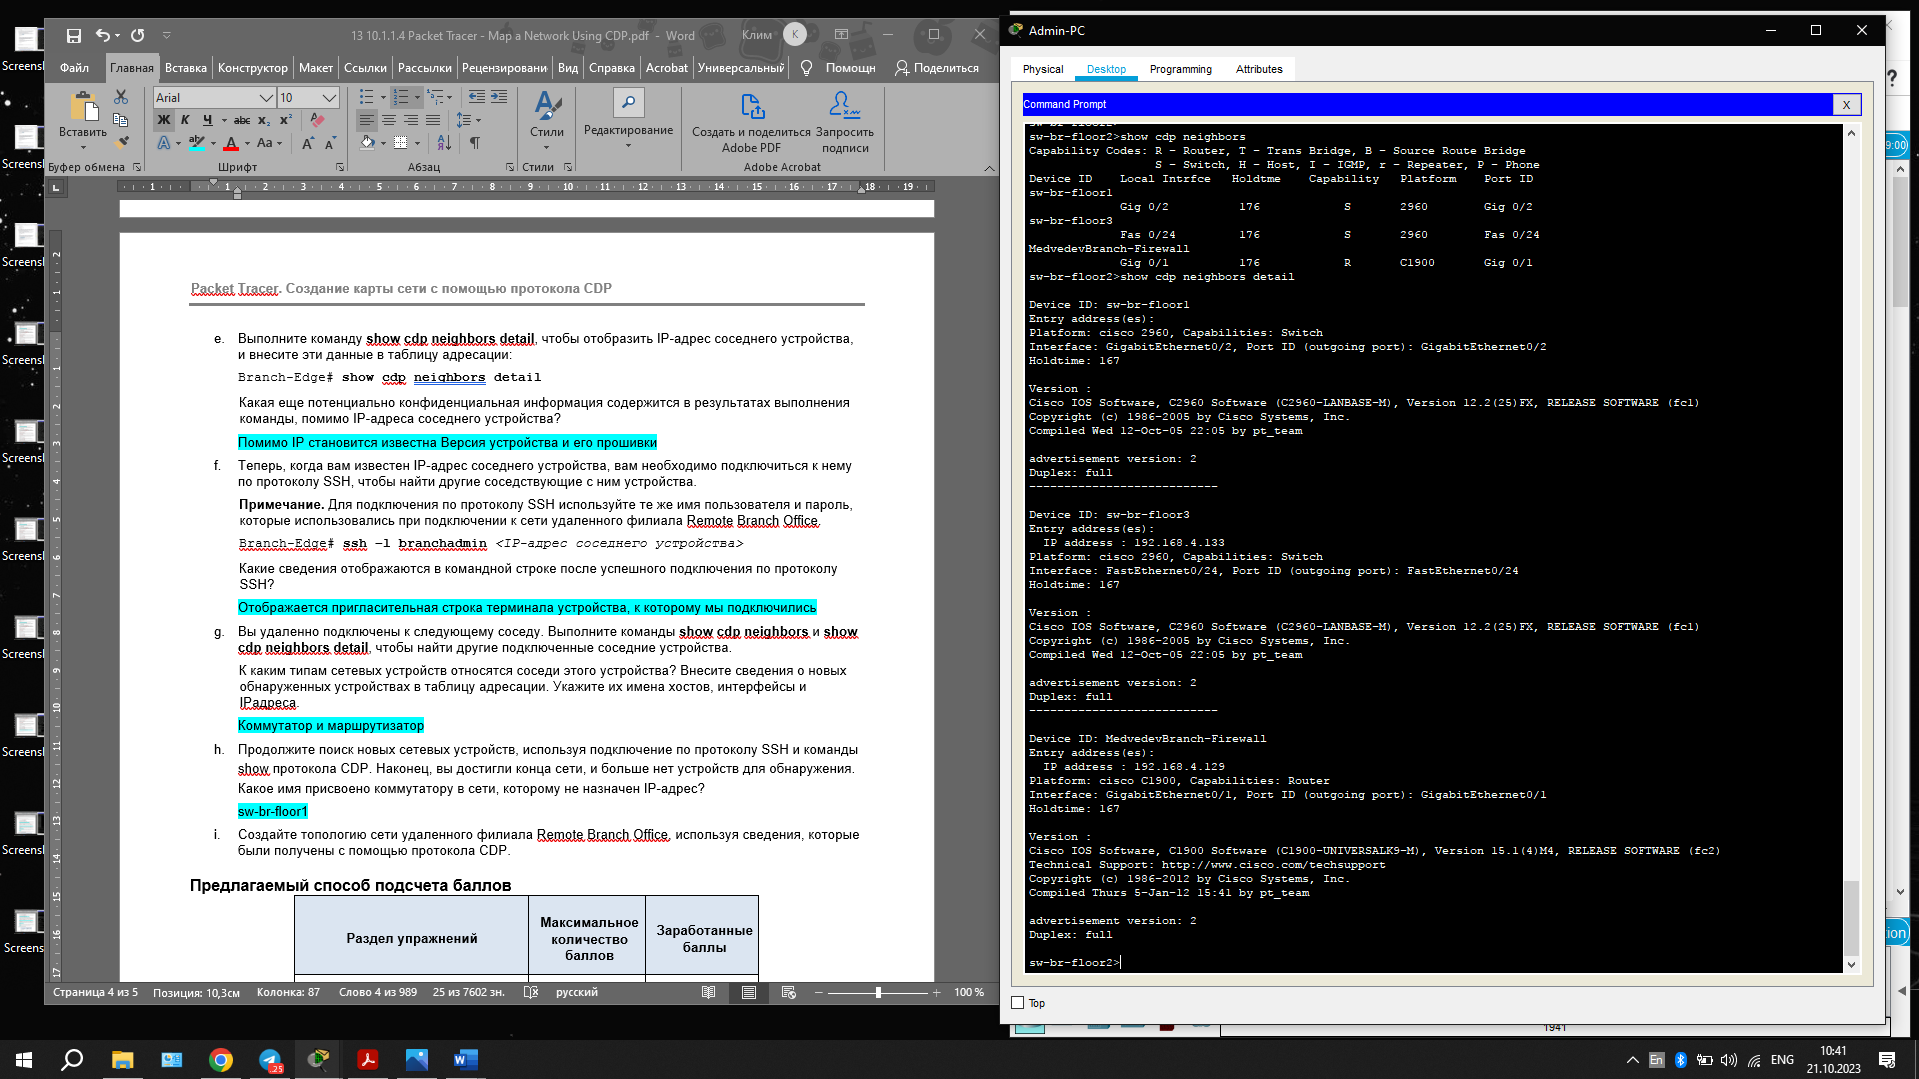 Screensl
Screensl
Screensl
Screensl
Screensl
Screensl
Screensl
Screensl
Screensl
Screens
13 10.1.1.4 Packet Tracer - Map a Network Using CDP.pdf - Word
Клим
К
Файл
Главная
Вставка
Конструктор
Макет
Ссылки
Рассылки
Рецензировани
Вид
Справка
Acrobat
Универсальный
Помощн
Поделиться
Arial
10
Вставить
Ж К Ч abc x₂ x²
Стили
Редактирование
Создать и поделиться
Adobe PDF
Запросить
подписи
Буфер обмена
Шрифт
Абзац
Стили
Adobe Acrobat
Packet Tracer. Создание карты сети с помощью протокола CDP
e. Выполните команду show cdp neighbors detail, чтобы отобразить IP-адрес соседнего устройства,
и внесите эти данные в таблицу адресации:
Branch-Edge# show cdp neighbors detail
Какая еще потенциально конфиденциальная информация содержится в результатах выполнения
команды, помимо IP-адреса соседнего устройства?
Помимо IP становится известна Версия устройства и его прошивки
f. Теперь, когда вам известен IP-адрес соседнего устройства, вам необходимо подключиться к нему
по протоколу SSH, чтобы найти другие соседствующие с ним устройства.
Примечание. Для подключения по протоколу SSH используйте те же имя пользователя и пароль,
которые использовались при подключении к сети удаленного филиала Remote Branch Office.
Branch-Edge# ssh –l branchadmin <IP-адрес соседнего устройства>
Какие сведения отображаются в командной строке после успешного подключения по протоколу
SSH?
Отображается пригласительная строка терминала устройства, к которому мы подключились
g. Вы удаленно подключены к следующему соседу. Выполните команды show cdp neighbors и show
cdp neighbors detail, чтобы найти другие подключенные соседние устройства.
К каким типам сетевых устройств относятся соседи этого устройства? Внесите сведения о новых
обнаруженных устройствах в таблицу адресации. Укажите их имена хостов, интерфейсы и
IPадреса.
Коммутатор и маршрутизатор
h. Продолжите поиск новых сетевых устройств, используя подключение по протоколу SSH и команды
show протокола CDP. Наконец, вы достигли конца сети, и больше нет устройств для обнаружения.
Какое имя присвоено коммутатору в сети, которому не назначен IP-адрес?
sw-br-floor1
i. Создайте топологию сети удаленного филиала Remote Branch Office, используя сведения, которые
были получены с помощью протокола CDP.
Предлагаемый способ подсчета баллов
Раздел упражнений
Максимальное
количество
баллов
Заработанные
баллы
Страница 4 из 5
Позиция: 10,3см
Колонка: 87
Слово 4 из 989
25 из 7602 зн.
русский
100 %
Admin-PC
Physical
Desktop
Programming
Attributes
Command Prompt
X
sw-br-floor2>show cdp neighbors
Capability Codes: R - Router, T - Trans Bridge, B - Source Route Bridge
S - Switch, H - Host, I - IGMP, r - Repeater, P - Phone
Device ID Local Intrfce Holdtme Capability Platform Port ID
sw-br-floor1
Gig 0/2 176 S 2960 Gig 0/2
sw-br-floor3
Fas 0/24 176 S 2960 Fas 0/24
MedvedevBranch-Firewall
Gig 0/1 176 R C1900 Gig 0/1
sw-br-floor2>show cdp neighbors detail
Device ID: sw-br-floor1
Entry address(es):
Platform: cisco 2960, Capabilities: Switch
Interface: GigabitEthernet0/2, Port ID (outgoing port): GigabitEthernet0/2
Holdtime: 167
Version :
Cisco IOS Software, C2960 Software (C2960-LANBASE-M), Version 12.2(25)FX, RELEASE SOFTWARE (fc1)
Copyright (c) 1986-2005 by Cisco Systems, Inc.
Compiled Wed 12-Oct-05 22:05 by pt_team
advertisement version: 2
Duplex: full
---------------------------
Device ID: sw-br-floor3
Entry address(es):
IP address : 192.168.4.133
Platform: cisco 2960, Capabilities: Switch
Interface: FastEthernet0/24, Port ID (outgoing port): FastEthernet0/24
Holdtime: 167
Version :
Cisco IOS Software, C2960 Software (C2960-LANBASE-M), Version 12.2(25)FX, RELEASE SOFTWARE (fc1)
Copyright (c) 1986-2005 by Cisco Systems, Inc.
Compiled Wed 12-Oct-05 22:05 by pt_team
advertisement version: 2
Duplex: full
---------------------------
Device ID: MedvedevBranch-Firewall
Entry address(es):
IP address : 192.168.4.129
Platform: cisco C1900, Capabilities: Router
Interface: GigabitEthernet0/1, Port ID (outgoing port): GigabitEthernet0/1
Holdtime: 167
Version :
Cisco IOS Software, C1900 Software (C1900-UNIVERSALK9-M), Version 15.1(4)M4, RELEASE SOFTWARE (fc2)
Technical Support: http://www.cisco.com/techsupport
Copyright (c) 1986-2012 by Cisco Systems, Inc.
Compiled Thurs 5-Jan-12 15:41 by pt_team
advertisement version: 2
Duplex: full
sw-br-floor2>
Top
9:00)
ion
1941
.25
En
ENG
10:41
21.10.2023